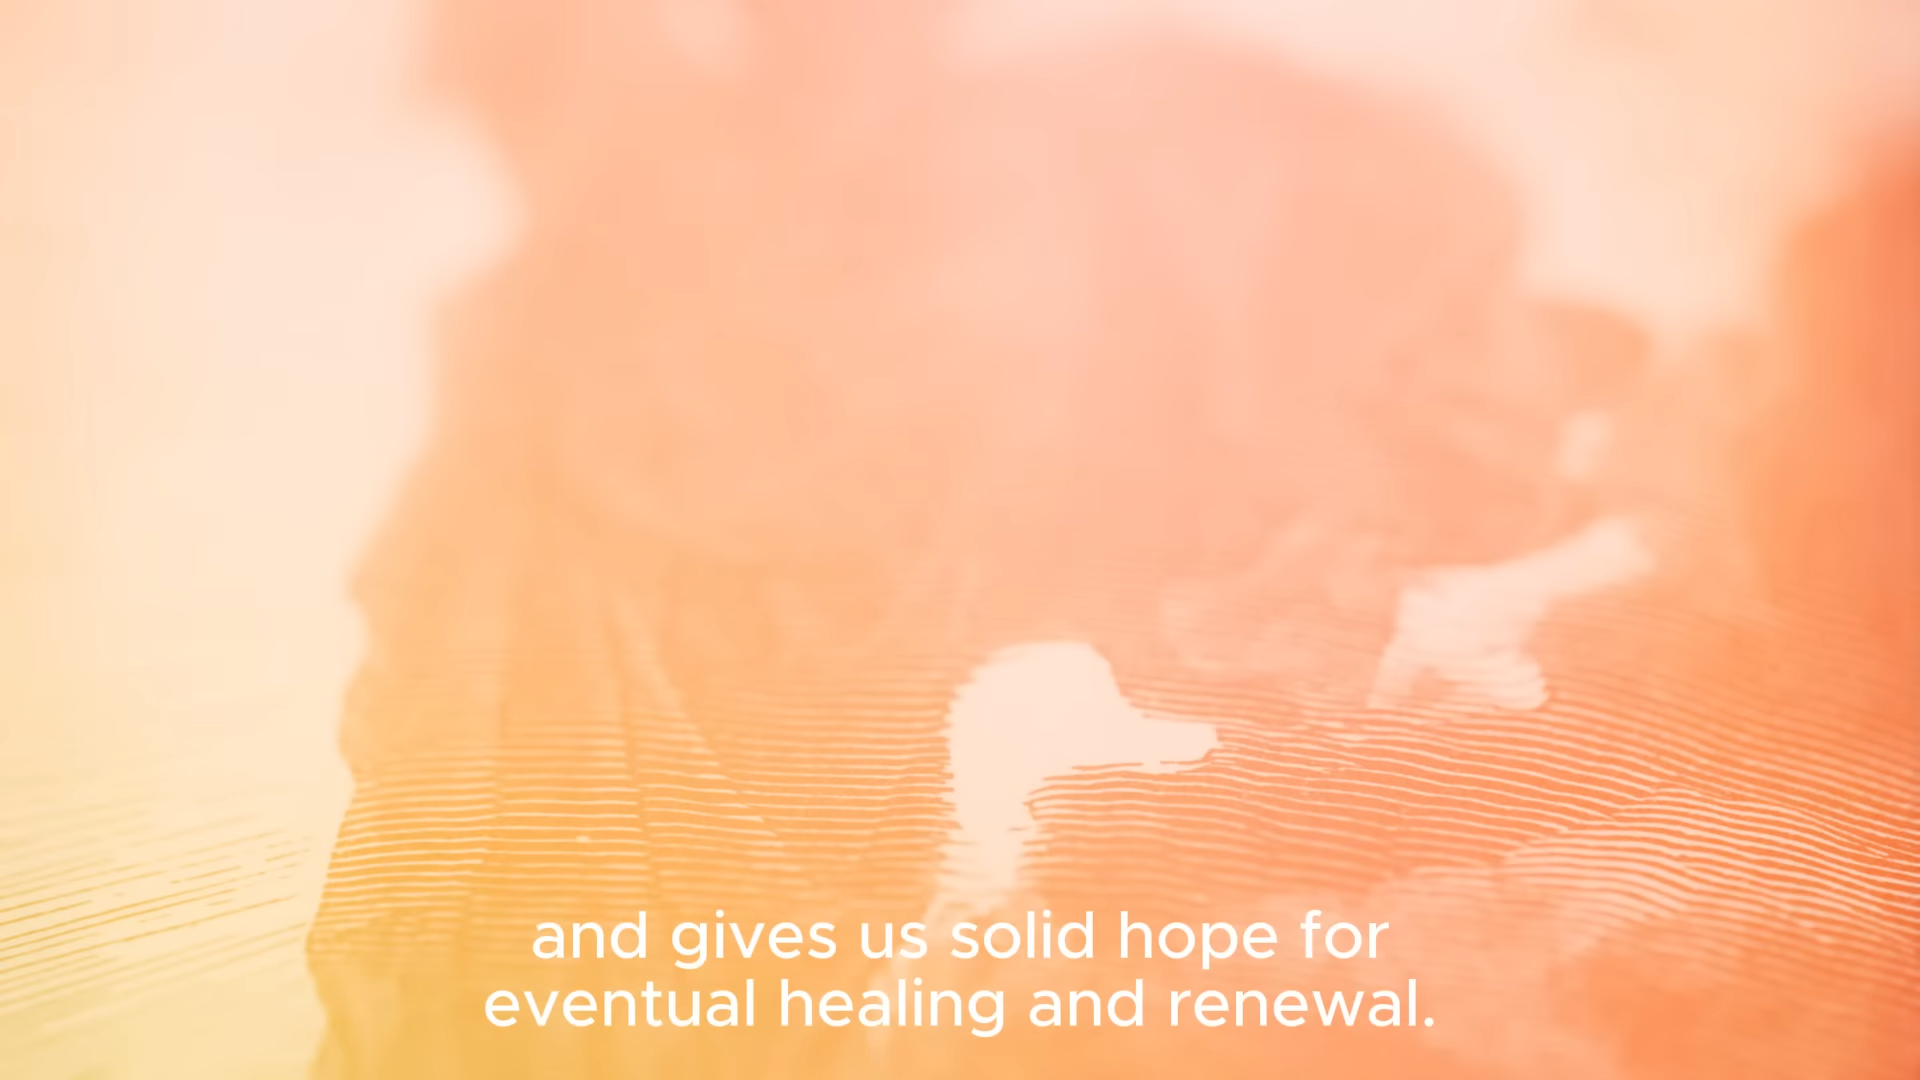 and gives us solid hope for
eventual healing and renewal.